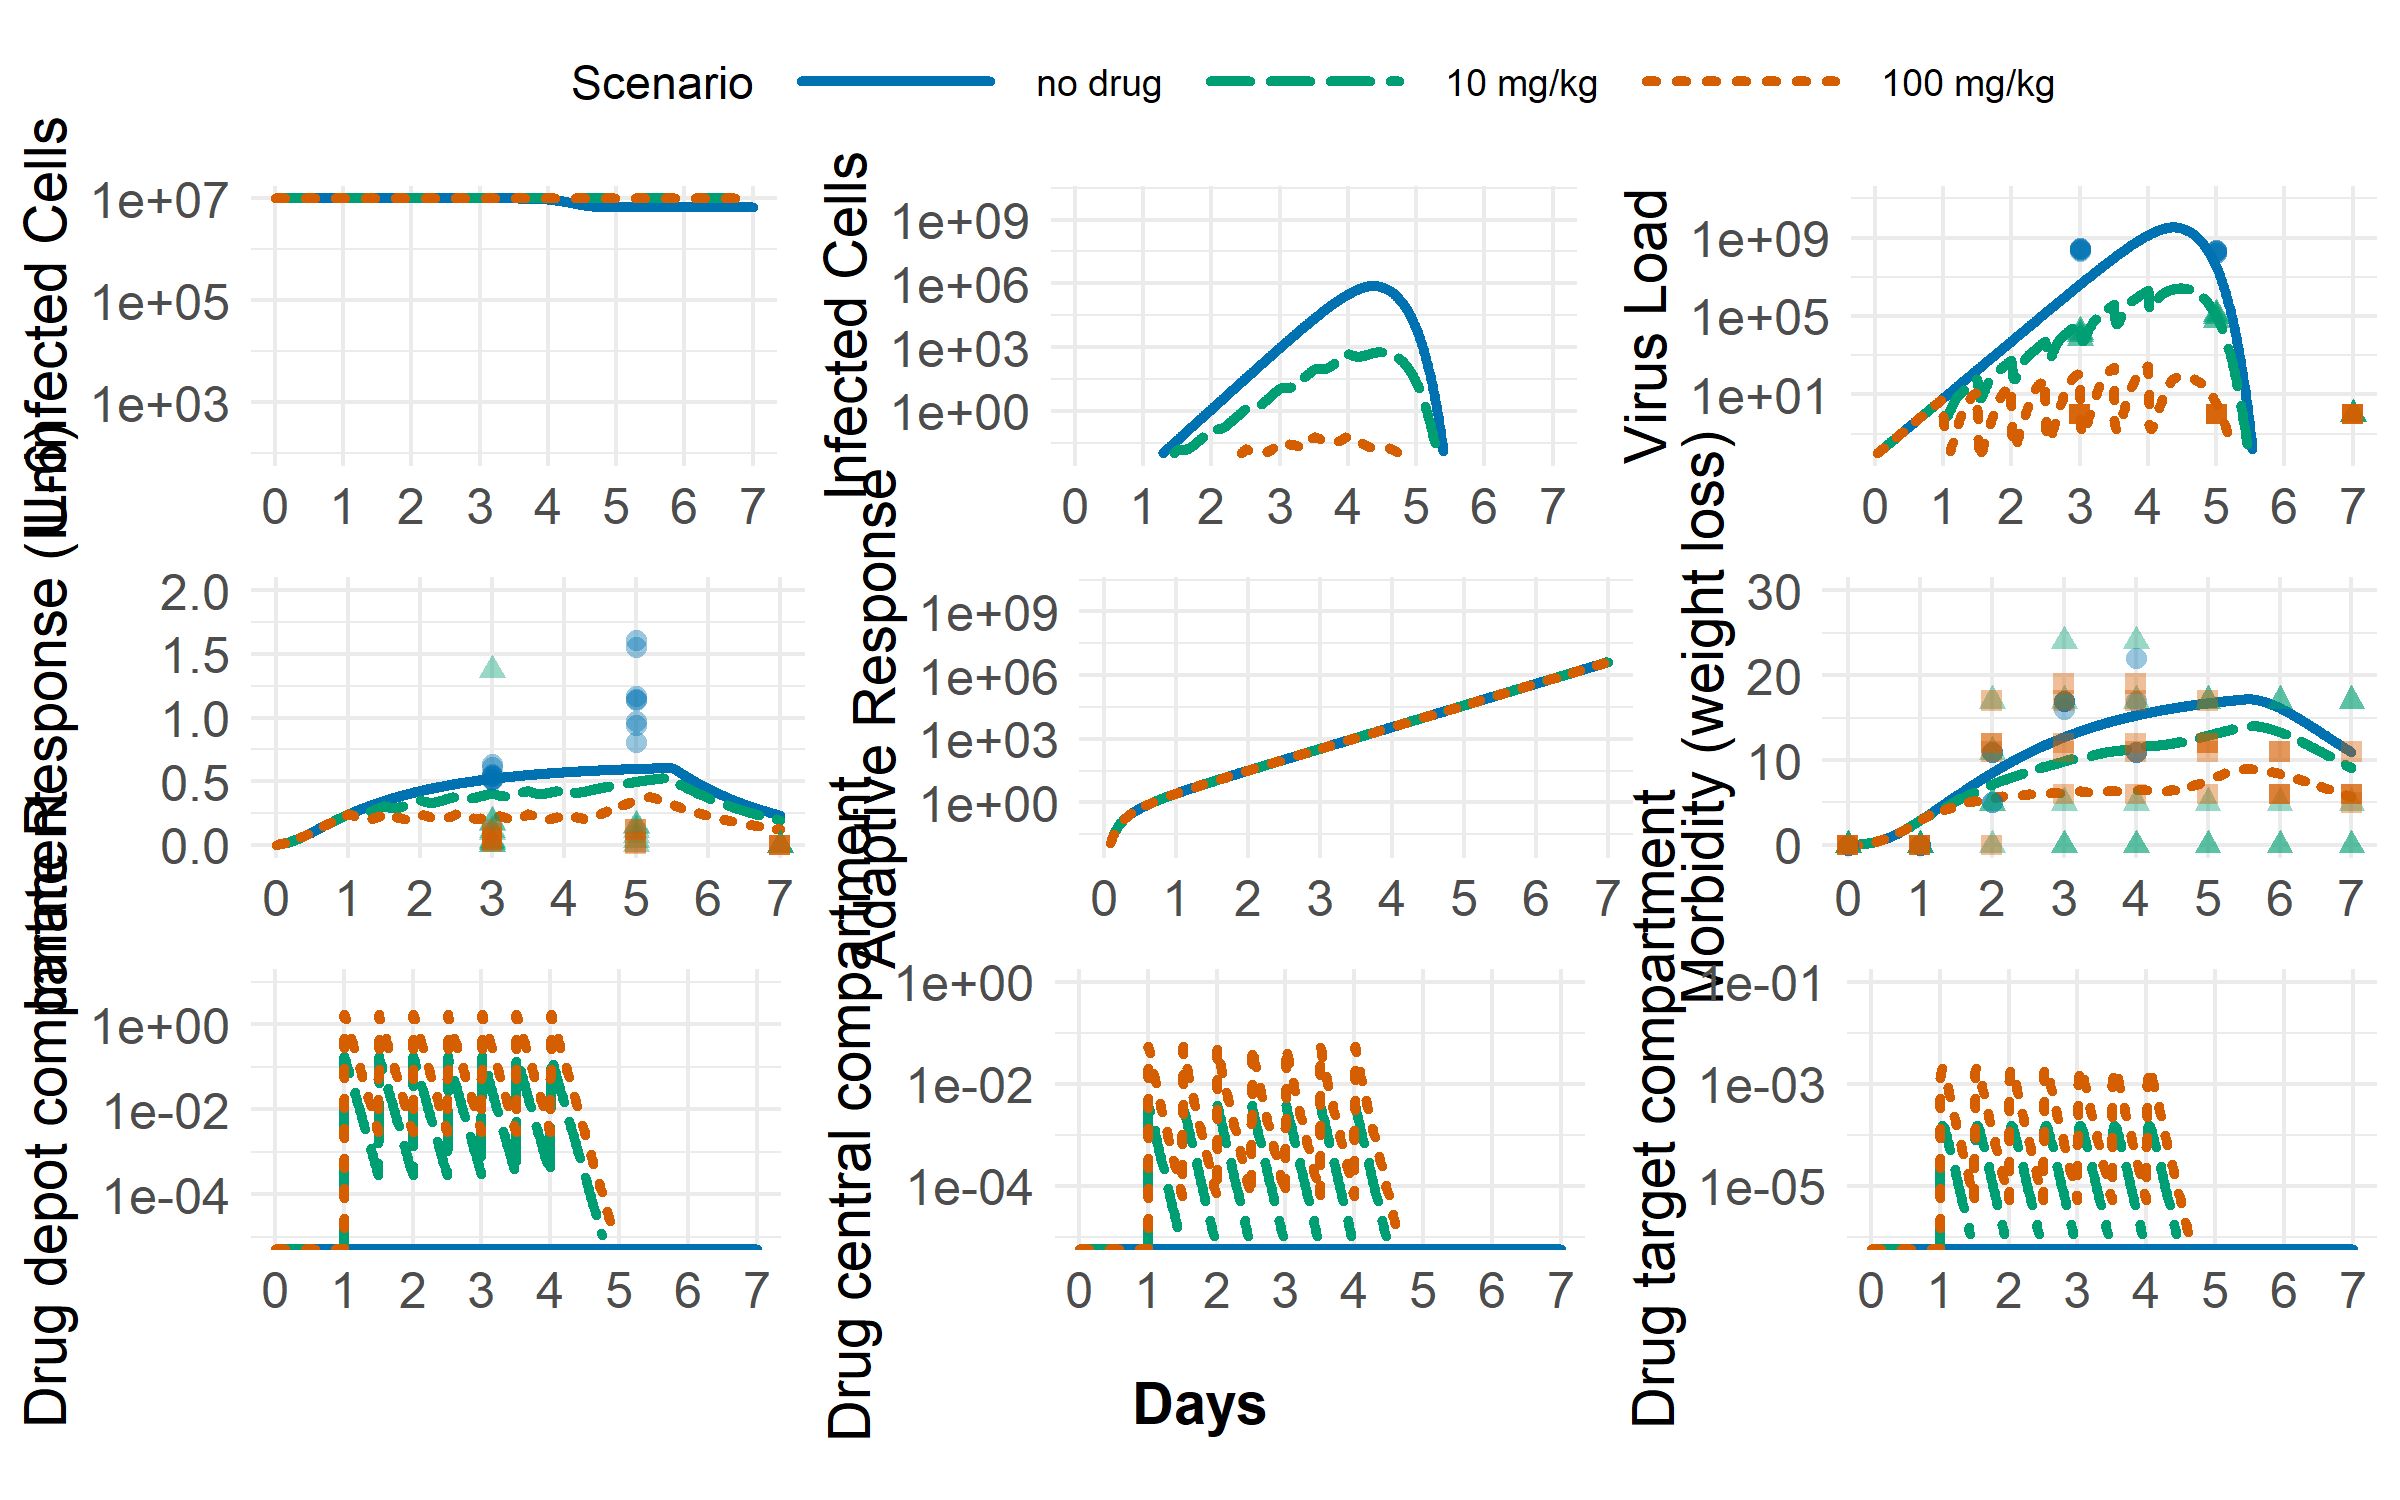 Scenario no drug 10 mg/kg 100 mg/kg
Uninfected Cells
1e+07
1e+05
1e+03
0 1 2 3 4 5 6 7
Infected Cells
1e+09
1e+06
1e+03
1e+00
0 1 2 3 4 5 6 7
Virus Load
1e+09
1e+05
1e+01
0 1 2 3 4 5 6 7
Innate Response (IL-6)
2.0
1.5
1.0
0.5
0.0
0 1 2 3 4 5 6 7
Adaptive Response
1e+09
1e+06
1e+03
1e+00
0 1 2 3 4 5 6 7
Morbidity (weight loss)
30
20
10
0
0 1 2 3 4 5 6 7
Drug depot compartment
1e+00
1e-02
1e-04
0 1 2 3 4 5 6 7
Drug central compartment
1e+00
1e-02
1e-04
0 1 2 3 4 5 6 7
Drug target compartment
1e-01
1e-03
1e-05
0 1 2 3 4 5 6 7
Days